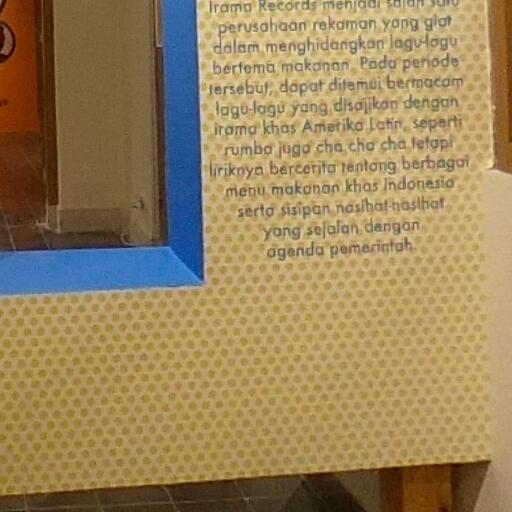 Irama Records menjadi salah satu
perusahaan rekaman yang giat
dalam menghidangkan lagu-lagu
bertema makanan. Pada periode
tersebut, dapat ditemui bermacam
lagu-lagu yang disajikan dengan
irama khas Amerika Latin, seperti
rumba juga cha cha cha tetapi
liriknya bercerita tentang berbagai
menu makanan khas Indonesia
serta sisipan nasihat-nasihat
yang sejalan dengan
agenda pemerintah.